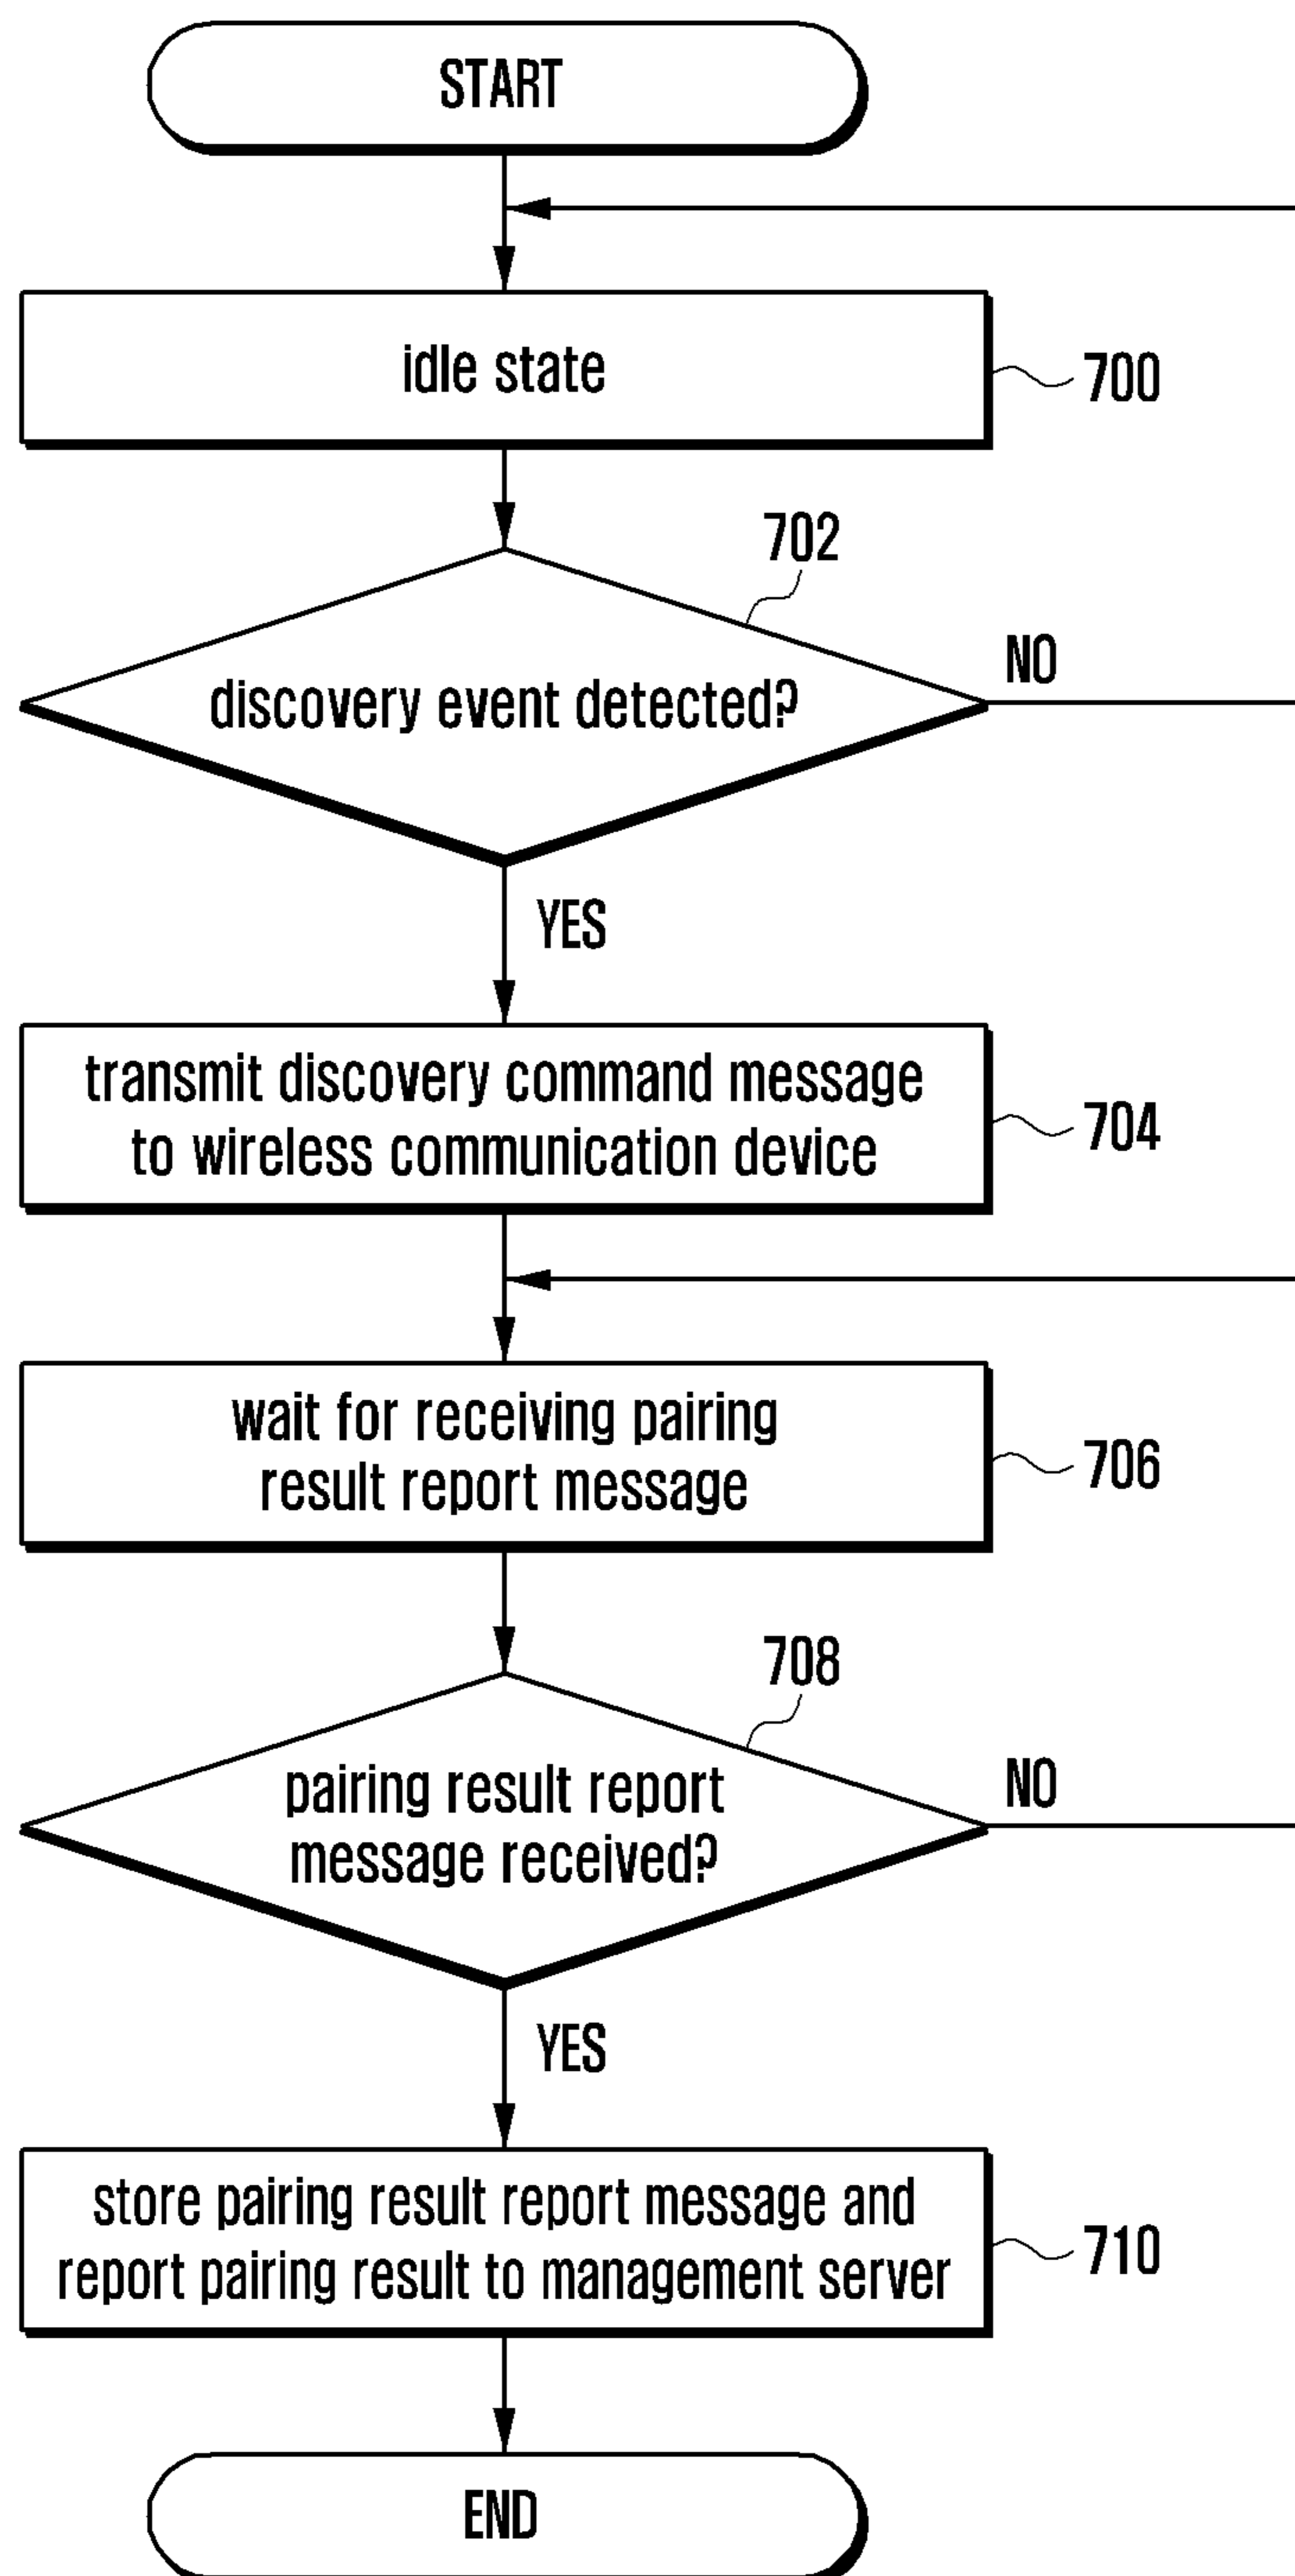 START
idle state
700
702
discovery event detected?
NO
YES
transmit discovery command message
to wireless communication device
704
wait for receiving pairing
result report message
706
708
pairing result report
message received?
NO
YES
store pairing result report message and
report pairing result to management server
710
END